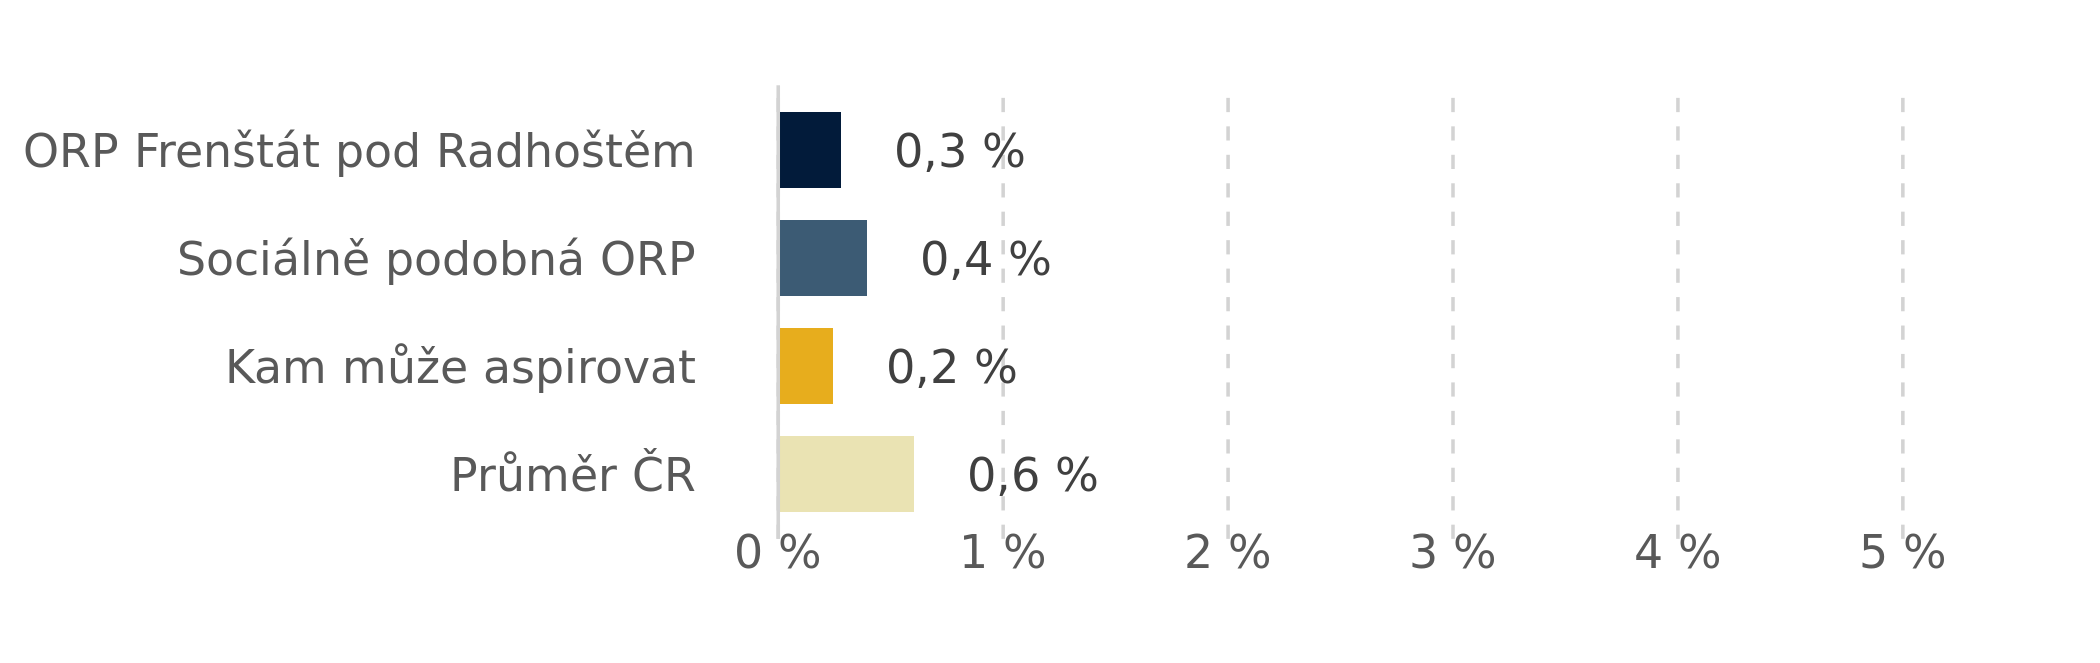 ORP Frenštát pod Radhoštěm 0,3 %
Sociálně podobná ORP 0,4 %
Kam může aspirovat 0,2 %
Průměr ČR 0,6 %
0 % 1 % 2 % 3 % 4 % 5 %